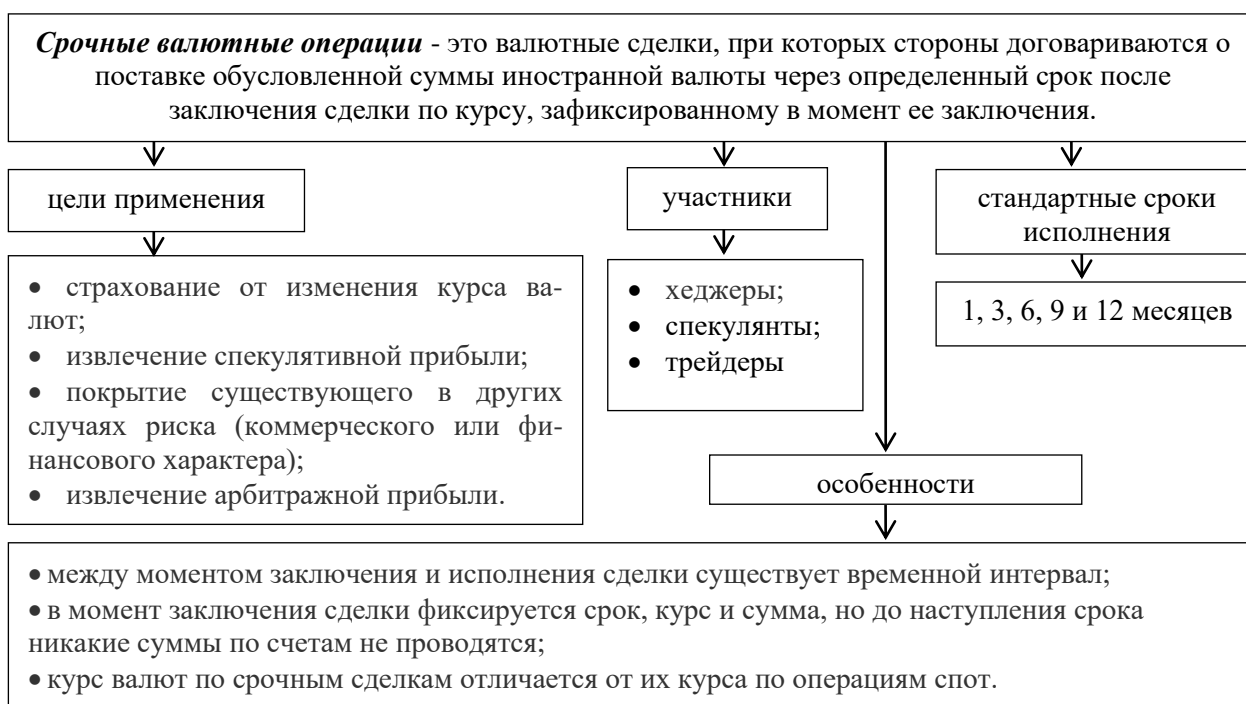 Срочные валютные операции - это валютные сделки, при которых стороны договариваются о
поставке обусловленной суммы иностранной валюты через определенный срок после
заключения сделки по курсу, зафиксированному в момент ее заключения.
цели применения
участники
стандартные сроки
исполнения
• страхование от изменения курса ва-
лют;
• извлечение спекулятивной прибыли;
• покрытие существующего в других
случаях риска (коммерческого или фи-
нансового характера);
• извлечение арбитражной прибыли.
• хеджеры;
• спекулянты;
• трейдеры
1, 3, 6, 9 и 12 месяцев
особенности
• между моментом заключения и исполнения сделки существует временной интервал;
• в момент заключения сделки фиксируется срок, курс и сумма, но до наступления срока
никакие суммы по счетам не проводятся;
• курс валют по срочным сделкам отличается от их курса по операциям спот.